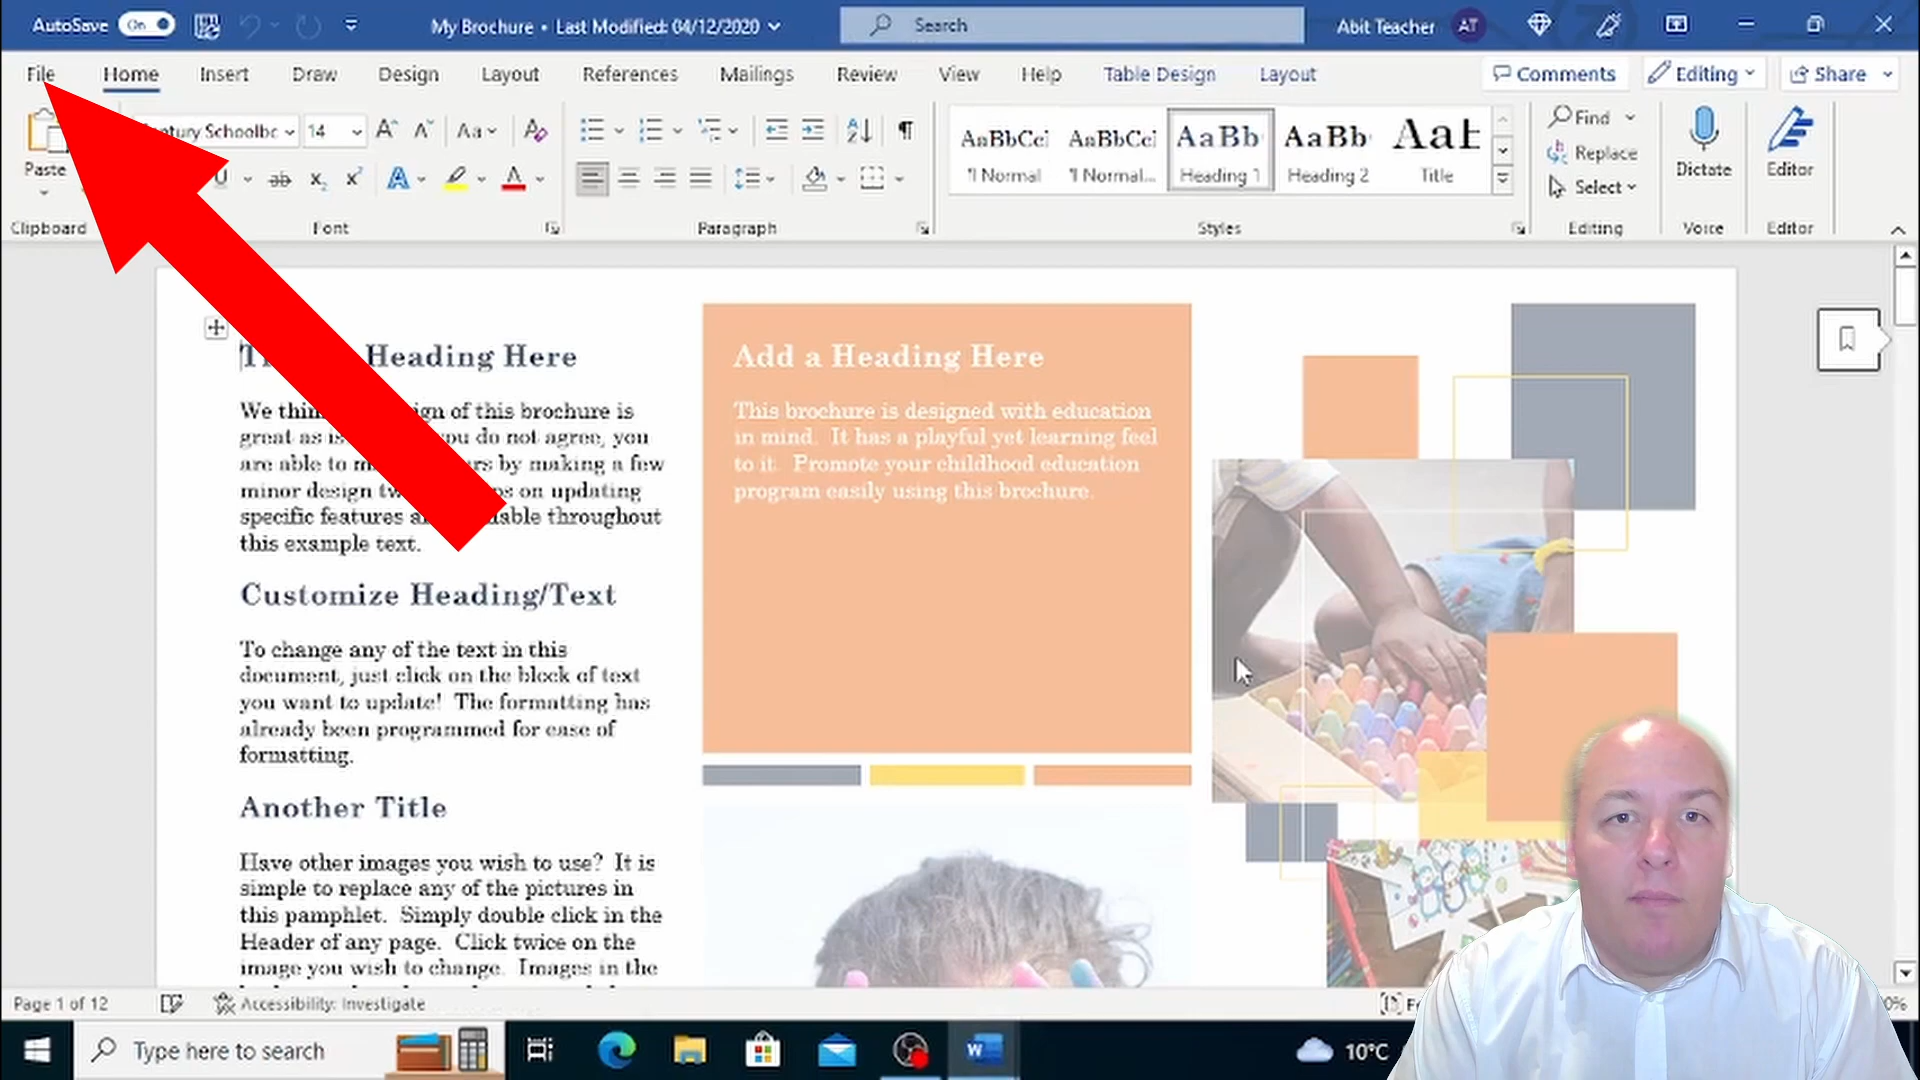 AutoSave On
My Brochure • Last Modified: 04/12/2020
Search
Abit Teacher AT
File Home Insert Draw Design Layout References Mailings Review View Help Table Design Layout
Comments Editing Share
14 Aa
Paste
Clipboard
Font
Paragraph
AaBbCcI AaBbCcI AaBb AaBb
¶ Normal ¶ Normal... Heading 1 Heading 2 Title
Styles
Find
Replace
Select
Editing
Dictate
Voice
Editor
Editor
Heading Here
We of this brochure is
great as you do not agree, you
are able to by making a few
minor design on updating
specific features throughout
this example text.
Customize Heading/Text
To change any of the text in this
document, just click on the block of text
you want to update! The formatting has
already been programmed for ease of
formatting.
Another Title
Have other images you wish to use? It is
simple to replace any of the pictures in
this pamphlet. Simply double click in the
Header of any page. Click twice on the
image you wish to change. Images in the
Add a Heading Here
This brochure is designed with education
in mind. It has a playful yet learning feel
to it. Promote your childhood education
program easily using this brochure.
Page 1 of 12
Accessibility: Investigate
Type here to search
10°C